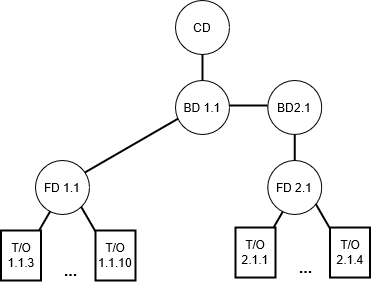 CD
BD 1.1
BD2.1
FD 1.1
FD 2.1
T/O
1.1.3
...
T/O
1.1.10
T/O
2.1.1
...
T/O
2.1.4